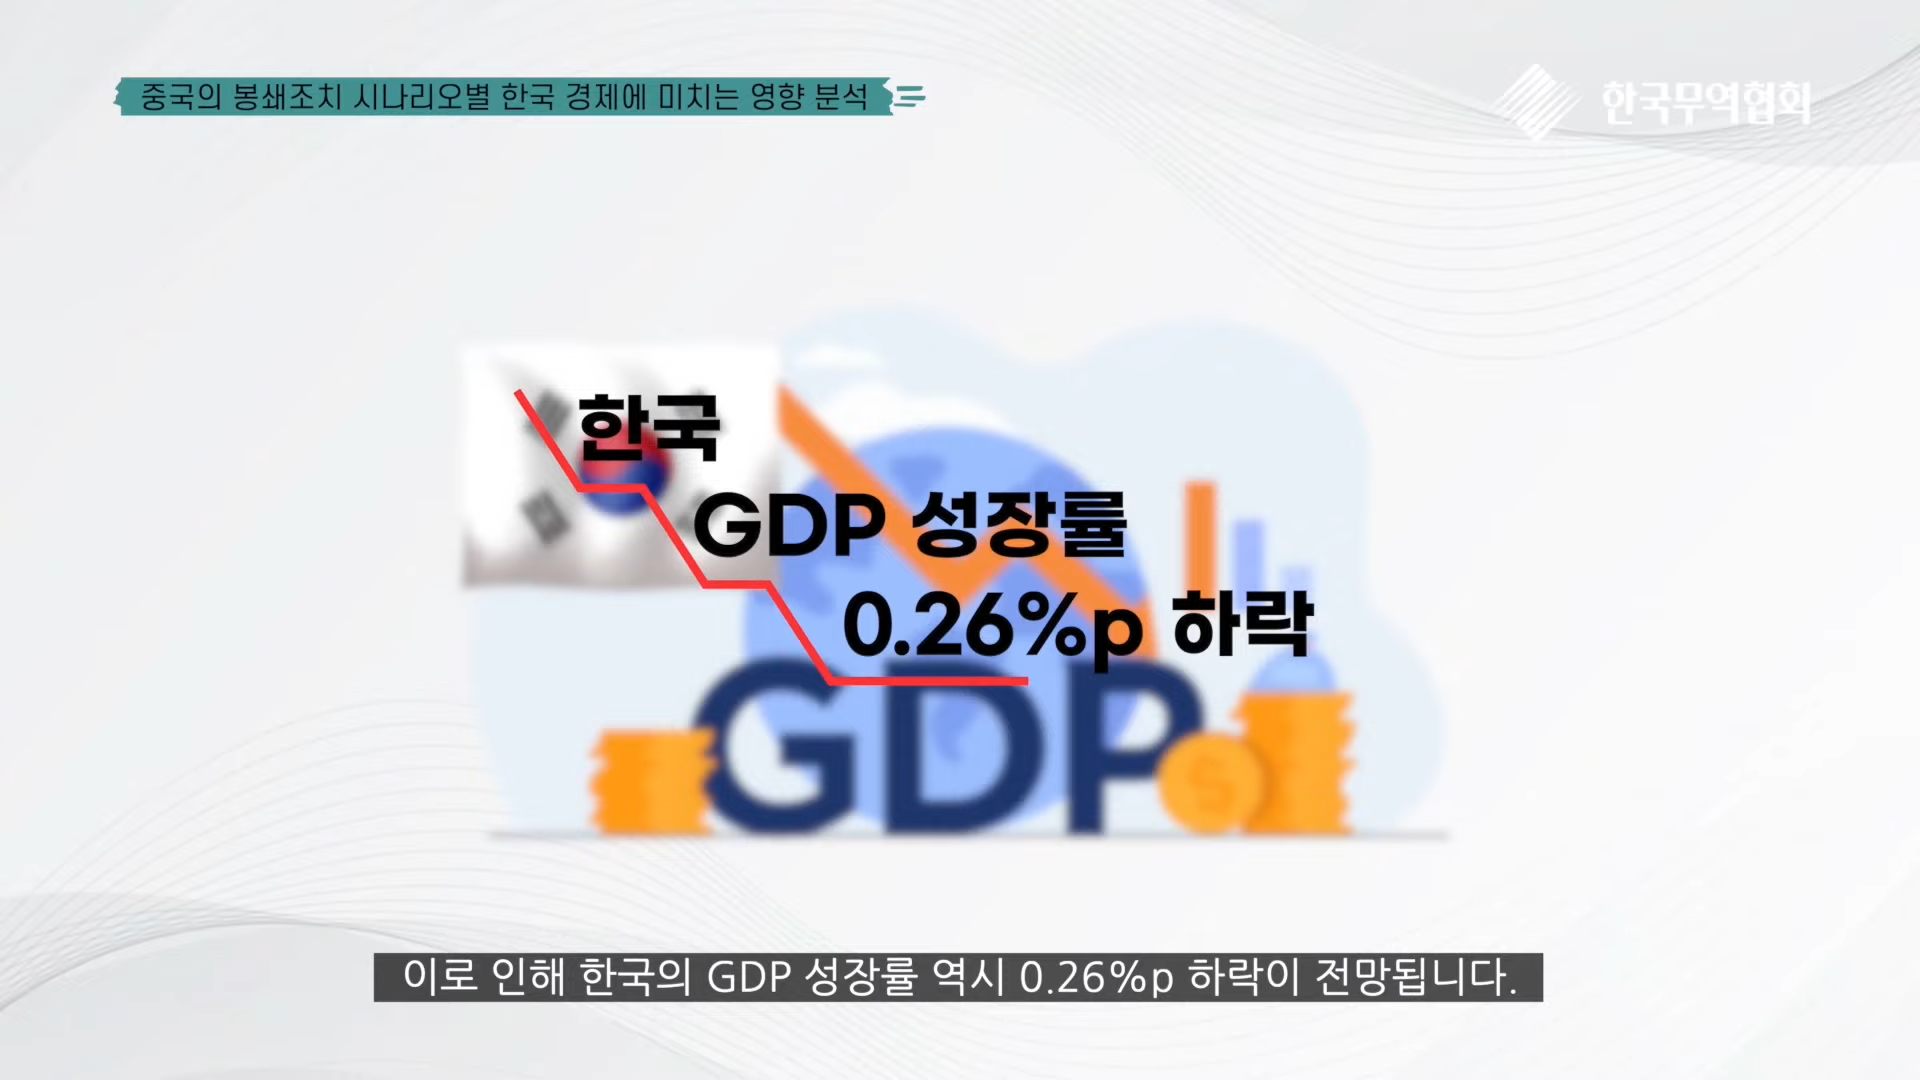 중국의 봉쇄조치 시나리오별 한국 경제에 미치는 영향 분석
한국무역협회
한국
GDP 성장률
0.26%p 하락
GDP
$
이로 인해 한국의 GDP 성장률 역시 0.26%p 하락이 전망됩니다.